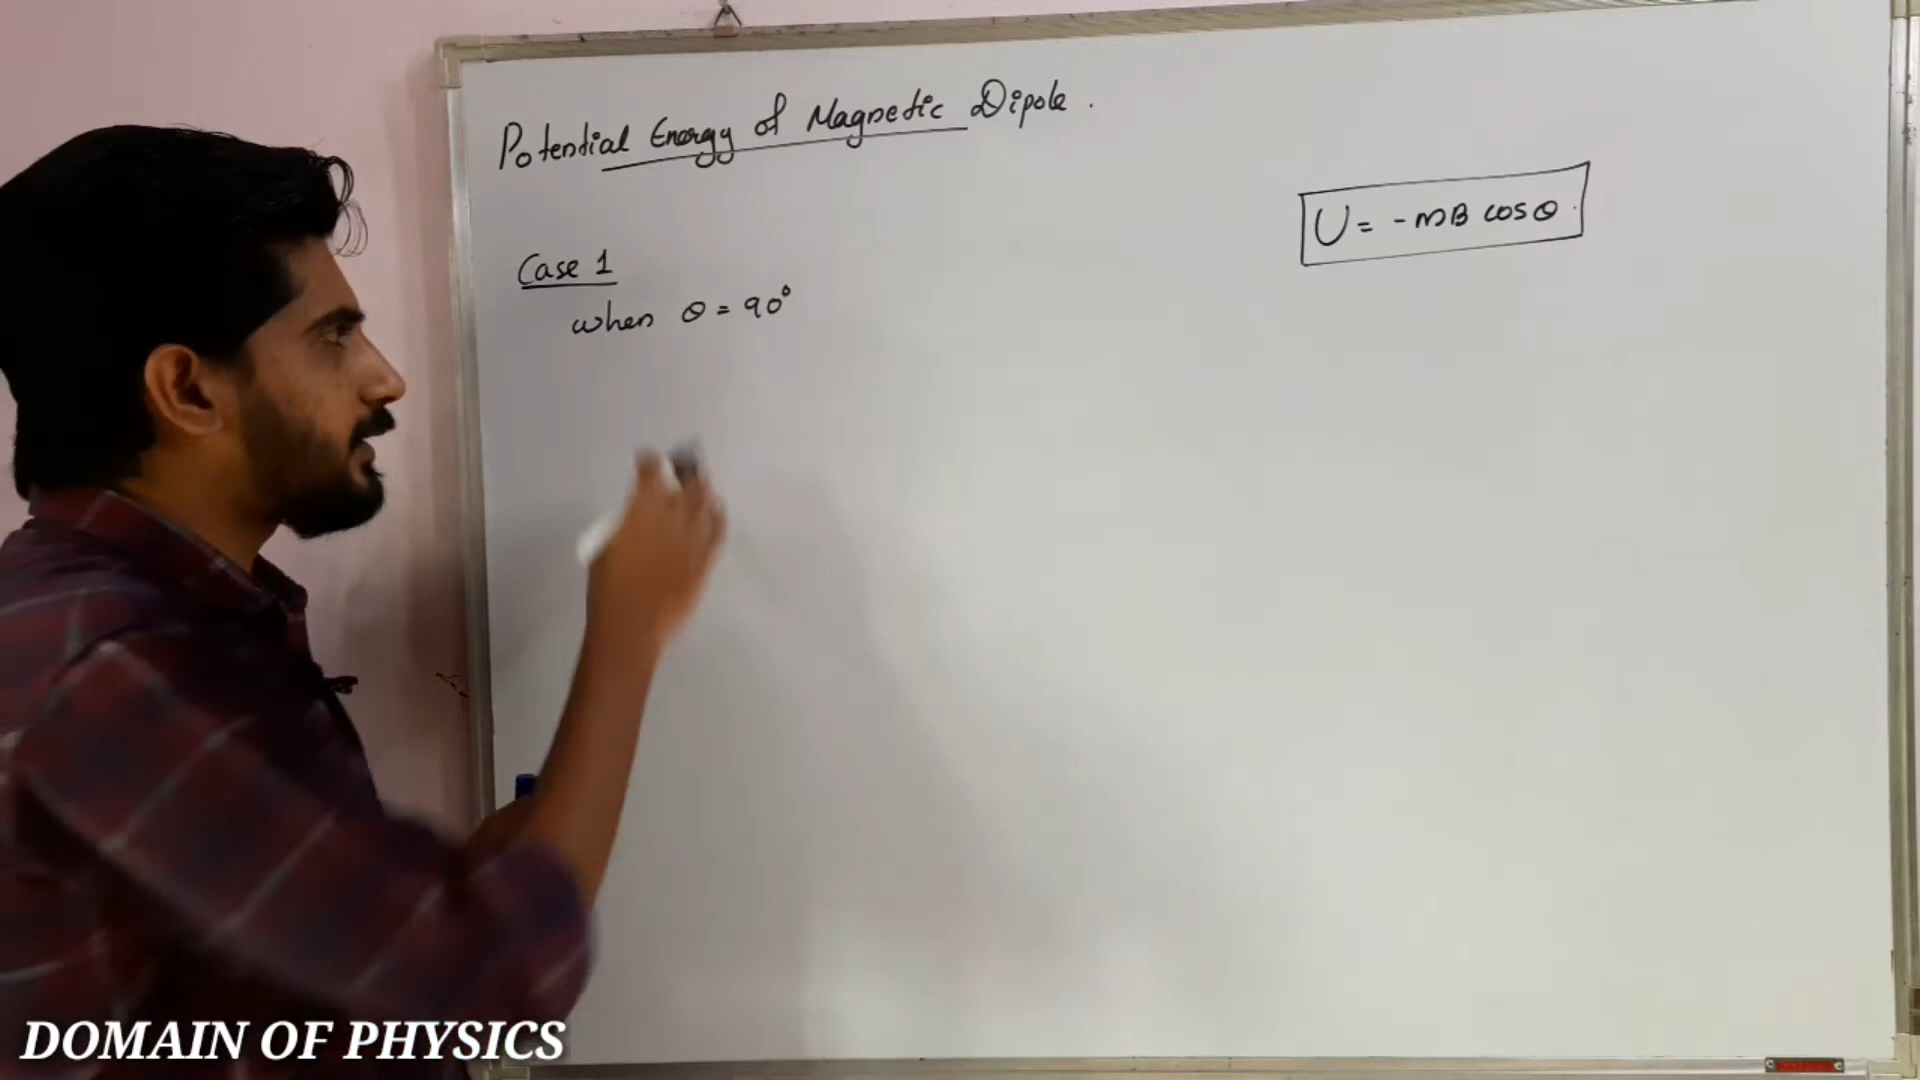 Potential Energy of Magnetic Dipole.
U = -mB cosθ.
Case 1
when θ = 90°
DOMAIN OF PHYSICS